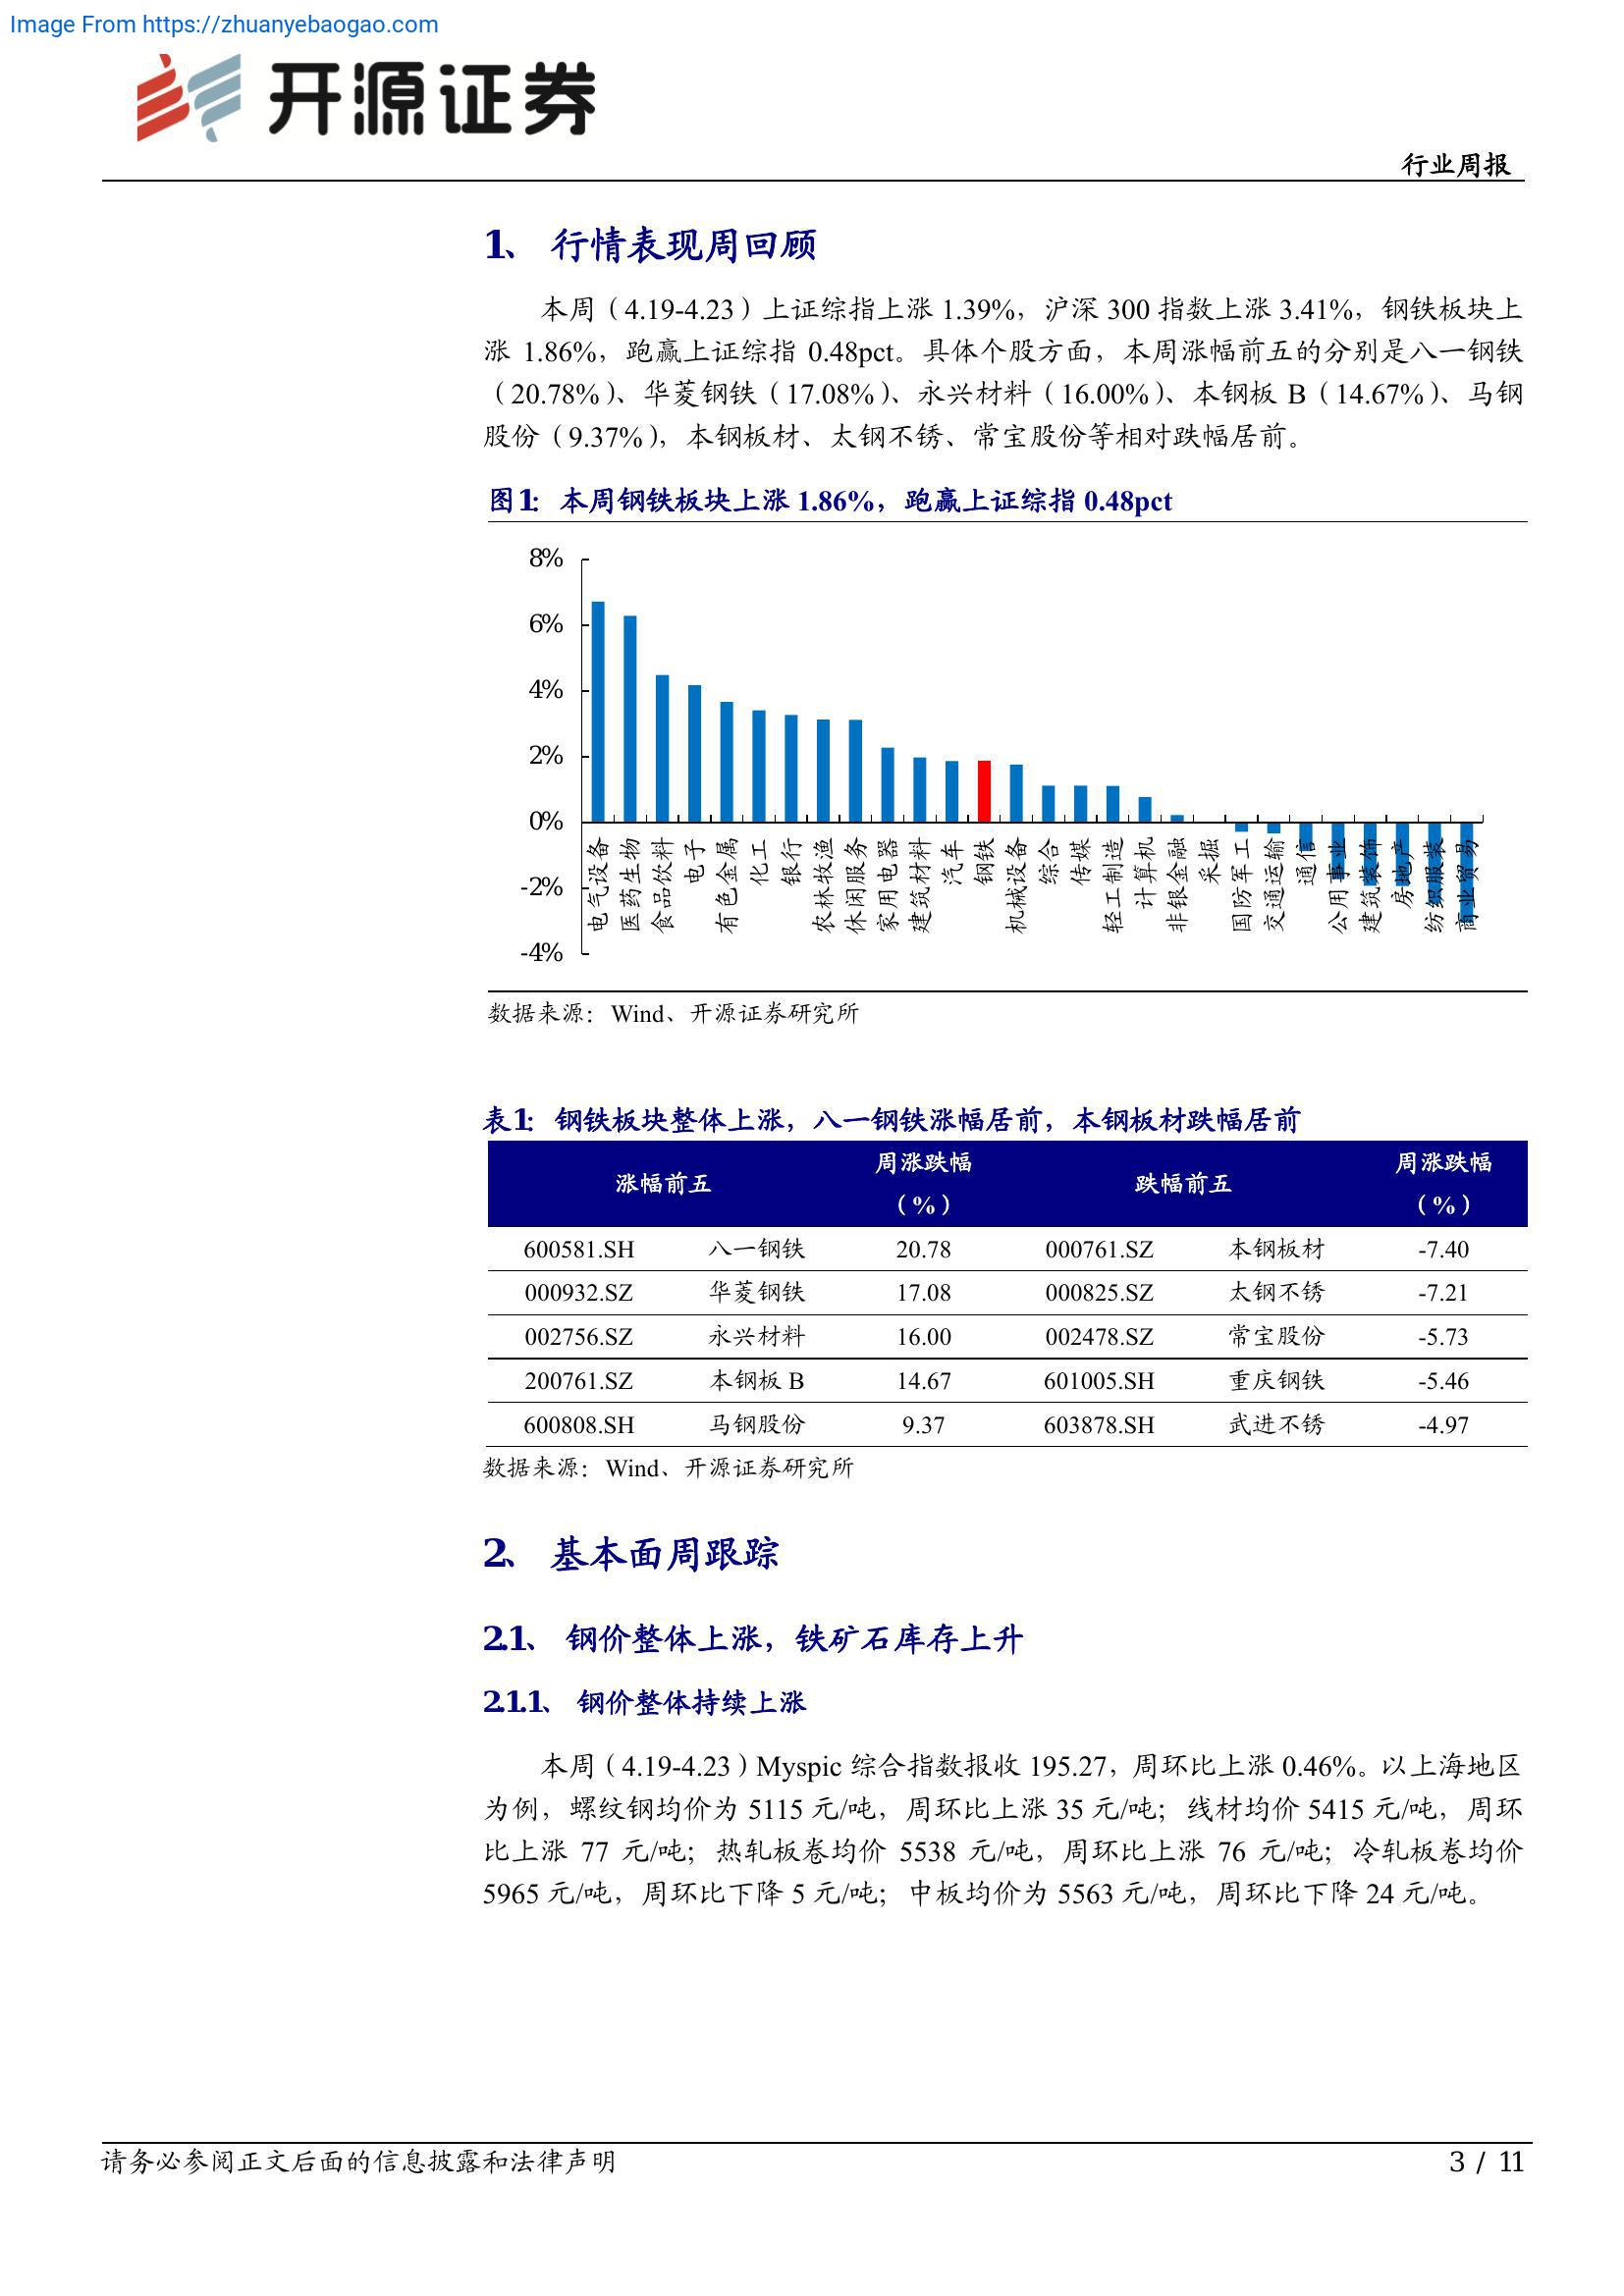 Image From https://zhuanyebaogao.com
开源证券
行业周报
1、 行情表现周回顾
本周（4.19-4.23）上证综指上涨 1.39%，沪深 300 指数上涨 3.41%，钢铁板块上
涨 1.86%，跑赢上证综指 0.48pct。具体个股方面，本周涨幅前五的分别是八一钢铁
（20.78%）、华菱钢铁（17.08%）、永兴材料（16.00%）、本钢板 B（14.67%）、马钢
股份（9.37%），本钢板材、太钢不锈、常宝股份等相对跌幅居前。
图1： 本周钢铁板块上涨 1.86%，跑赢上证综指 0.48pct
8%
6%
4%
2%
0%
-2%
-4%
电气设备
医药生物
食品饮料
电子
有色金属
化工
银行
农林牧渔
休闲服务
家用电器
建筑材料
汽车
钢铁
机械设备
综合
传媒
轻工制造
计算机
非银金融
采掘
国防军工
交通运输
通信
公用事业
建筑装饰
房地产
纺织服装
商业贸易
数据来源：Wind、开源证券研究所
表1： 钢铁板块整体上涨，八一钢铁涨幅居前，本钢板材跌幅居前
涨幅前五 周涨跌幅（%） 跌幅前五 周涨跌幅（%）
600581.SH 八一钢铁 20.78 000761.SZ 本钢板材 -7.40
000932.SZ 华菱钢铁 17.08 000825.SZ 太钢不锈 -7.21
002756.SZ 永兴材料 16.00 002478.SZ 常宝股份 -5.73
200761.SZ 本钢板 B 14.67 601005.SH 重庆钢铁 -5.46
600808.SH 马钢股份 9.37 603878.SH 武进不锈 -4.97
数据来源：Wind、开源证券研究所
2、 基本面周跟踪
2.1、 钢价整体上涨，铁矿石库存上升
2.1.1、 钢价整体持续上涨
本周（4.19-4.23）Myspic 综合指数报收 195.27，周环比上涨 0.46%。以上海地区
为例，螺纹钢均价为 5115 元/吨，周环比上涨 35 元/吨；线材均价 5415 元/吨，周环
比上涨 77 元/吨；热轧板卷均价 5538 元/吨，周环比上涨 76 元/吨；冷轧板卷均价
5965 元/吨，周环比下降 5 元/吨；中板均价为 5563 元/吨，周环比下降 24 元/吨。
请务必参阅正文后面的信息披露和法律声明
3 / 11